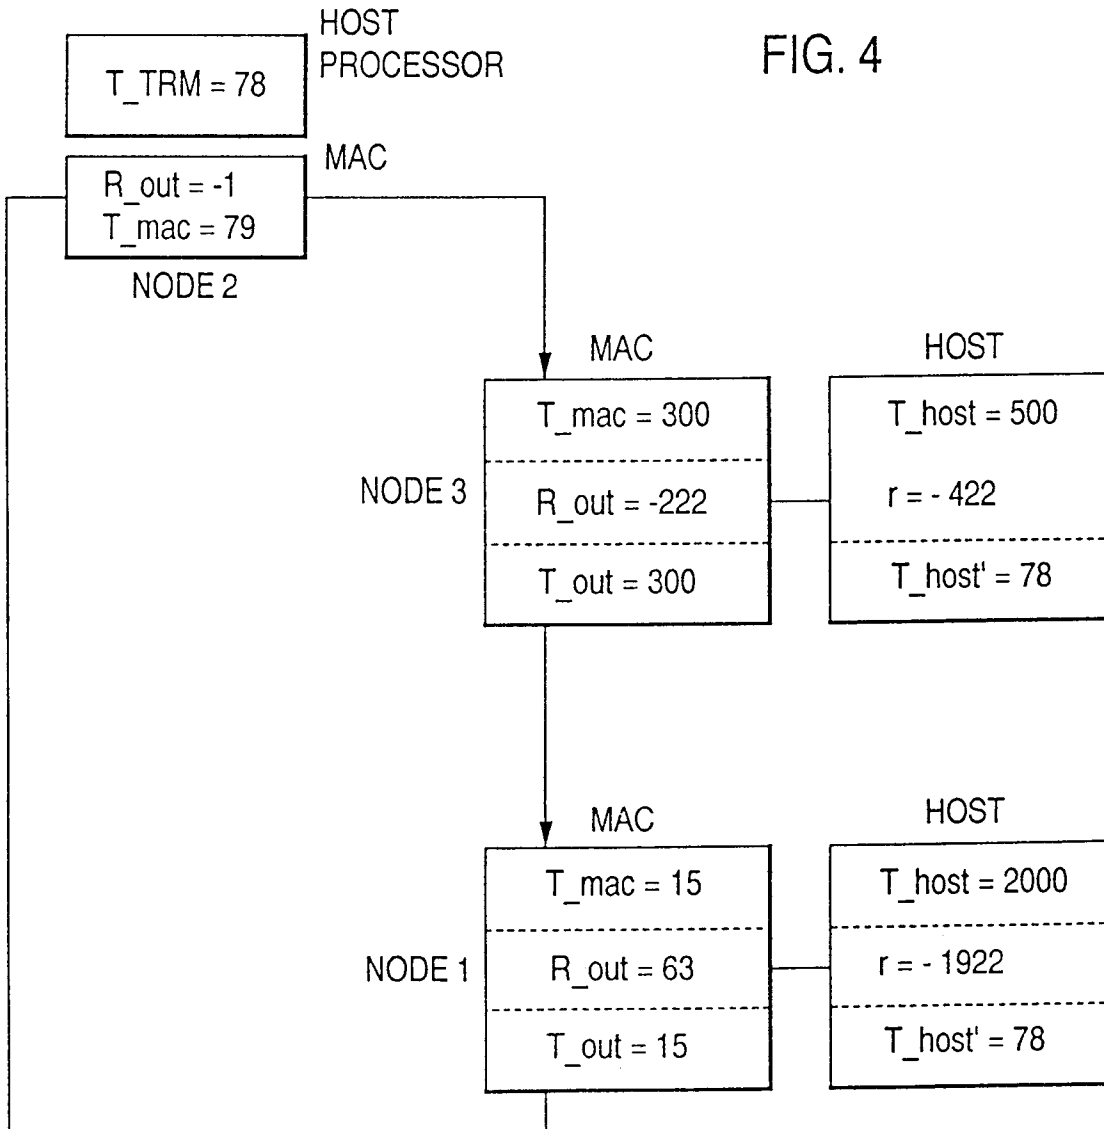 HOST
PROCESSOR
FIG. 4
T_TRM = 78
MAC
R_out = -1
T_mac = 79
NODE 2
MAC
HOST
T_mac = 300
T_host = 500
NODE 3
R_out = -222
r = - 422
T_out = 300
T_host' = 78
MAC
HOST
T_mac = 15
T_host = 2000
NODE 1
R_out = 63
r = - 1922
T_out = 15
T_host' = 78